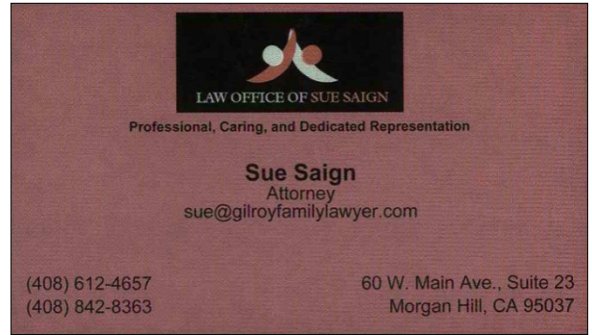 LAW OFFICE OF SUE SAIGN
Professional, Caring, and Dedicated Representation
Sue Saign
Attorney
sue@gilroyfamilylawyer.com
(408) 612-4657
(408) 842-8363
60 W. Main Ave., Suite 23
Morgan Hill, CA 95037